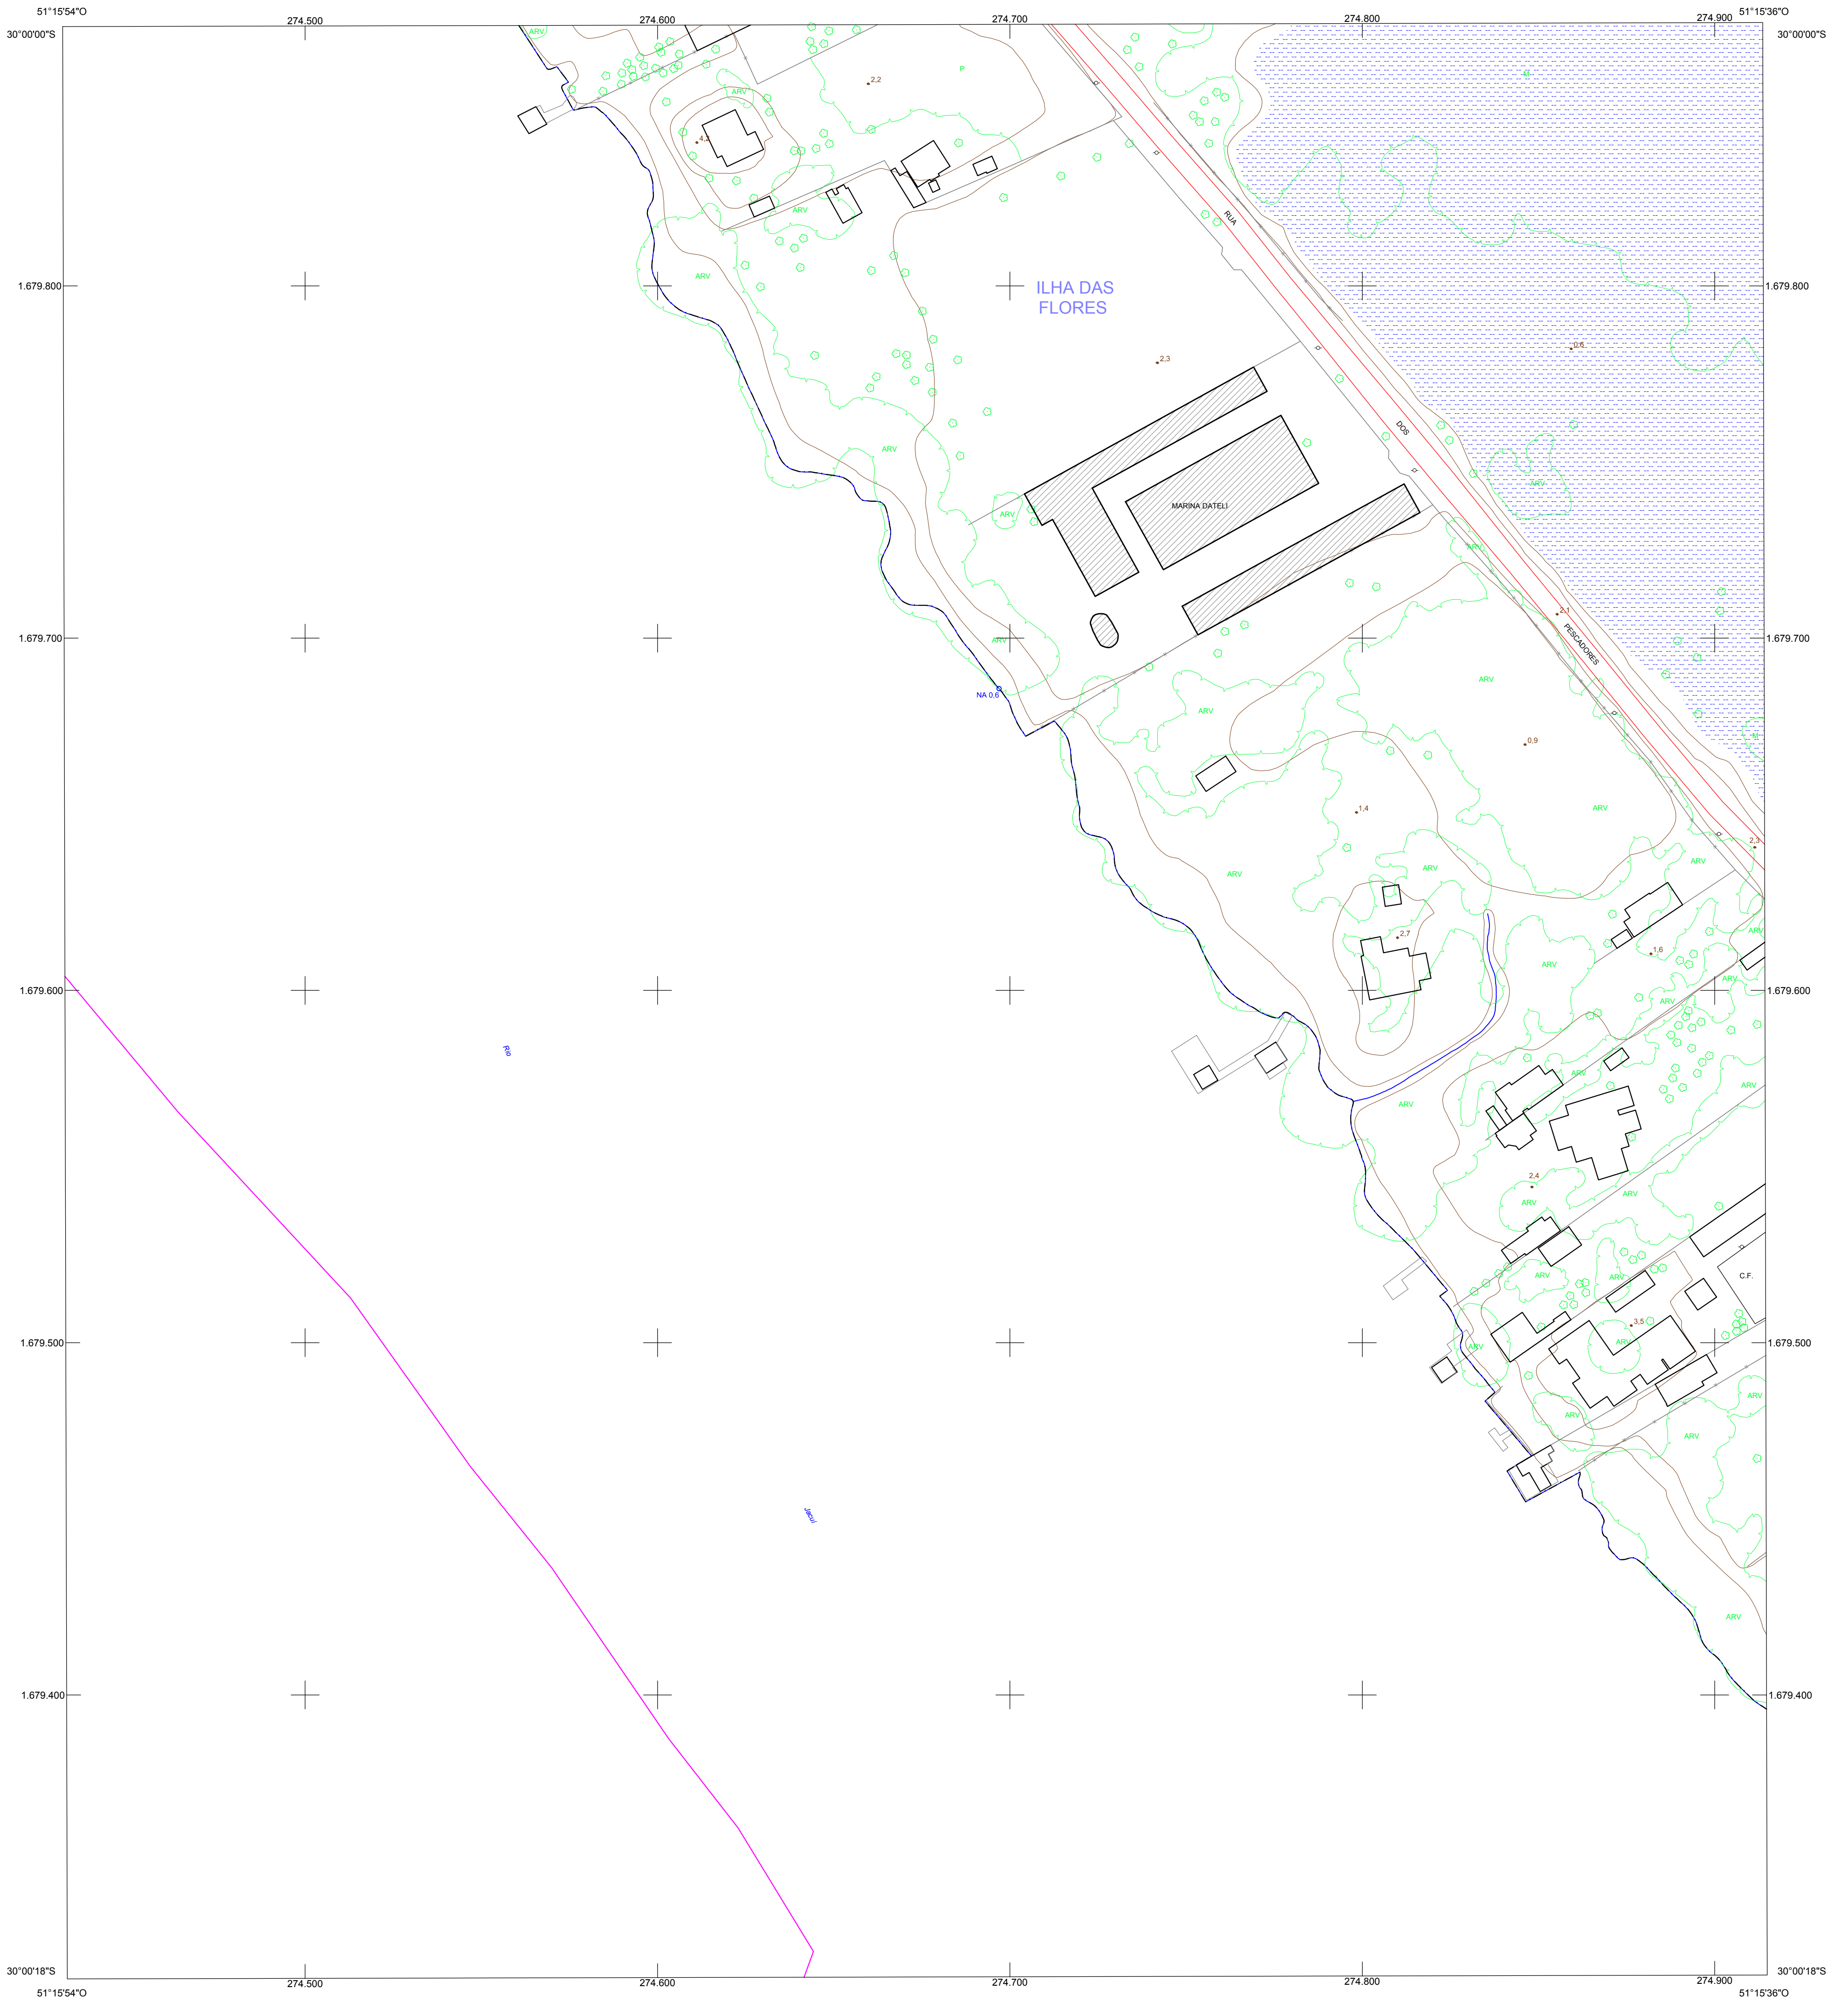 51°15'54"O
274.500
274.600
274.700
274.800
274.900
51°15'36"O
30°00'00"S
30°00'00"S
ARV
P
M
2,2
ARV
4,2
ARV
RUA
ARV
1.679.800
ILHA DAS
FLORES
1.679.800
0,6
2,3
DOS
ARV
ARV
MARINA DATELI
ARV
ARV
2,1
PESCADORES
1.679.700
ARV
1.679.700
ARV
NA 0,6
ARV
M
0,9
1,4
ARV
2,3
ARV
ARV
ARV
ARV
2,7
1,6
ARV
ARV
1.679.600
ARV
1.679.600
Rio
ARV
ARV
ARV
2,4
ARV
ARV
ARV
ARV
C.F.
3,5
1.679.500
ARV
ARV
1.679.500
ARV
ARV
ARV
Jacuí
ARV
1.679.400
1.679.400
30°00'18"S
30°00'18"S
51°15'54"O
274.500
274.600
274.700
274.800
274.900
51°15'36"O